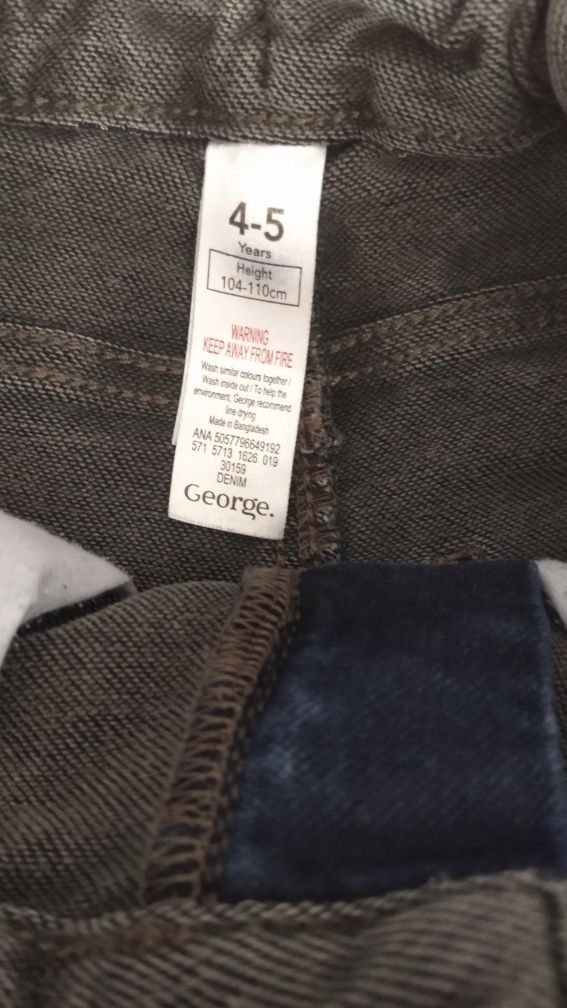 4-5
Years
Height
104-110cm
WARNING
KEEP AWAY FROM FIRE
Wash similar colours together /
Wash inside out / To help the
environment, George recommend
line drying
Made in Bangladesh
ANA 5057796649192
571 5713 1626 019
30159
DENIM
George.